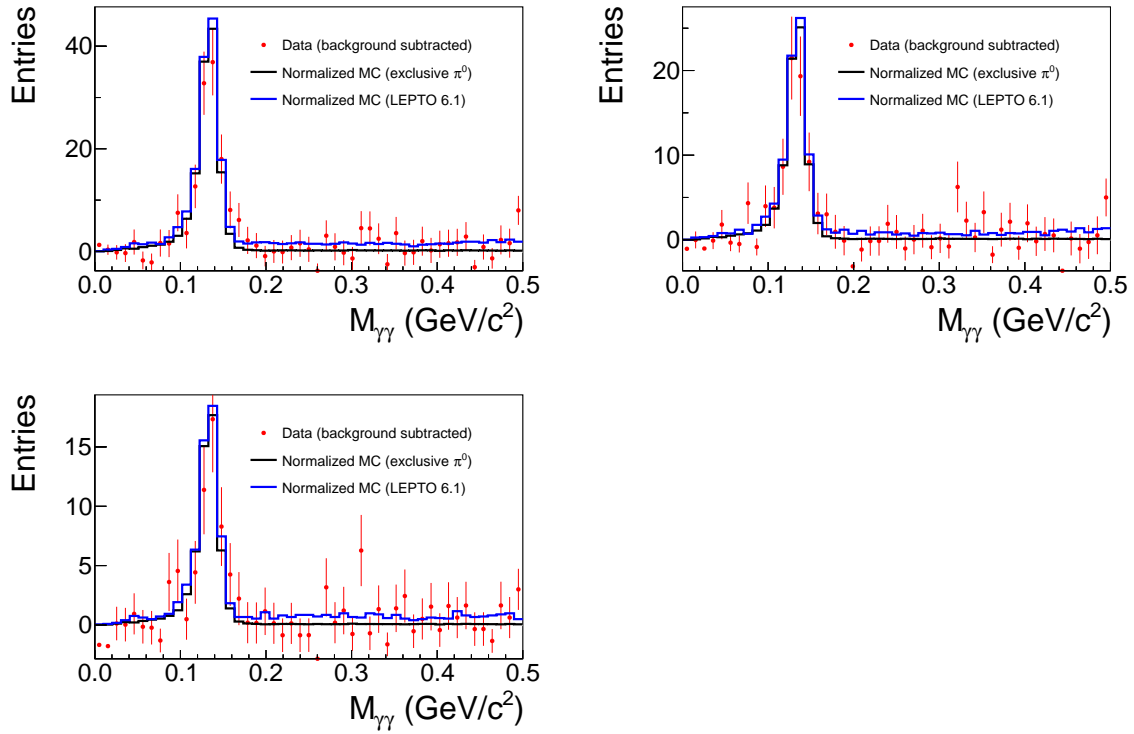 Entries
40
20
0
Data (background subtracted)
Normalized MC (exclusive π⁰)
Normalized MC (LEPTO 6.1)
0.0 0.1 0.2 0.3 0.4 0.5
M_γγ (GeV/c²)
Entries
20
10
0
Data (background subtracted)
Normalized MC (exclusive π⁰)
Normalized MC (LEPTO 6.1)
0.0 0.1 0.2 0.3 0.4 0.5
M_γγ (GeV/c²)
Entries
15
10
5
0
Data (background subtracted)
Normalized MC (exclusive π⁰)
Normalized MC (LEPTO 6.1)
0.0 0.1 0.2 0.3 0.4 0.5
M_γγ (GeV/c²)